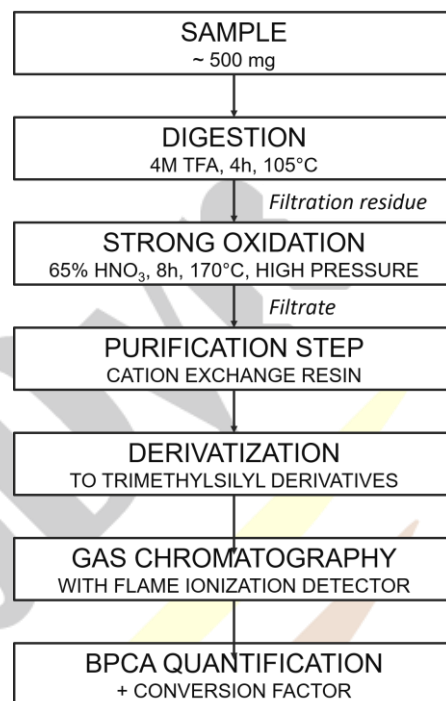 SAMPLE
~ 500 mg
DIGESTION
4M TFA, 4h, 105°C
Filtration residue
STRONG OXIDATION
65% HNO₃, 8h, 170°C, HIGH PRESSURE
Filtrate
PURIFICATION STEP
CATION EXCHANGE RESIN
DERIVATIZATION
TO TRIMETHYLSILYL DERIVATIVES
GAS CHROMATOGRAPHY
WITH FLAME IONIZATION DETECTOR
BPCA QUANTIFICATION
+ CONVERSION FACTOR